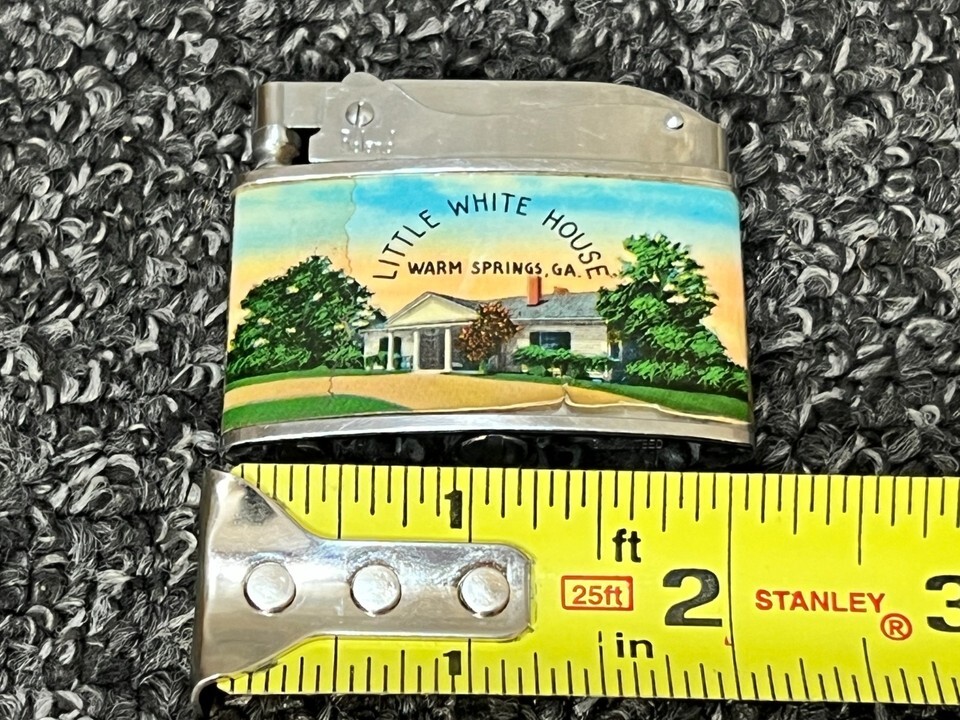 LITTLE WHITE HOUSE
WARM SPRINGS, GA.
1
ft
25ft
2
STANLEY
®
3
in
1